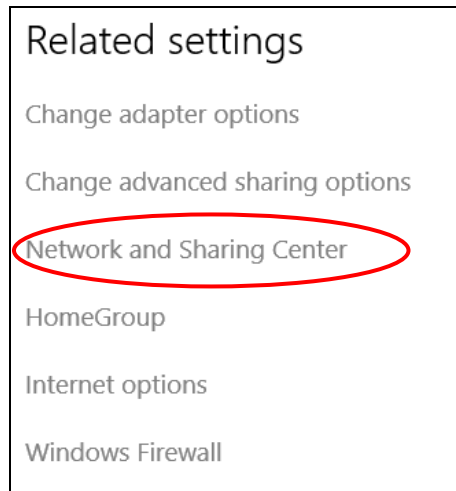 Related settings
Change adapter options
Change advanced sharing options
Network and Sharing Center
HomeGroup
Internet options
Windows Firewall